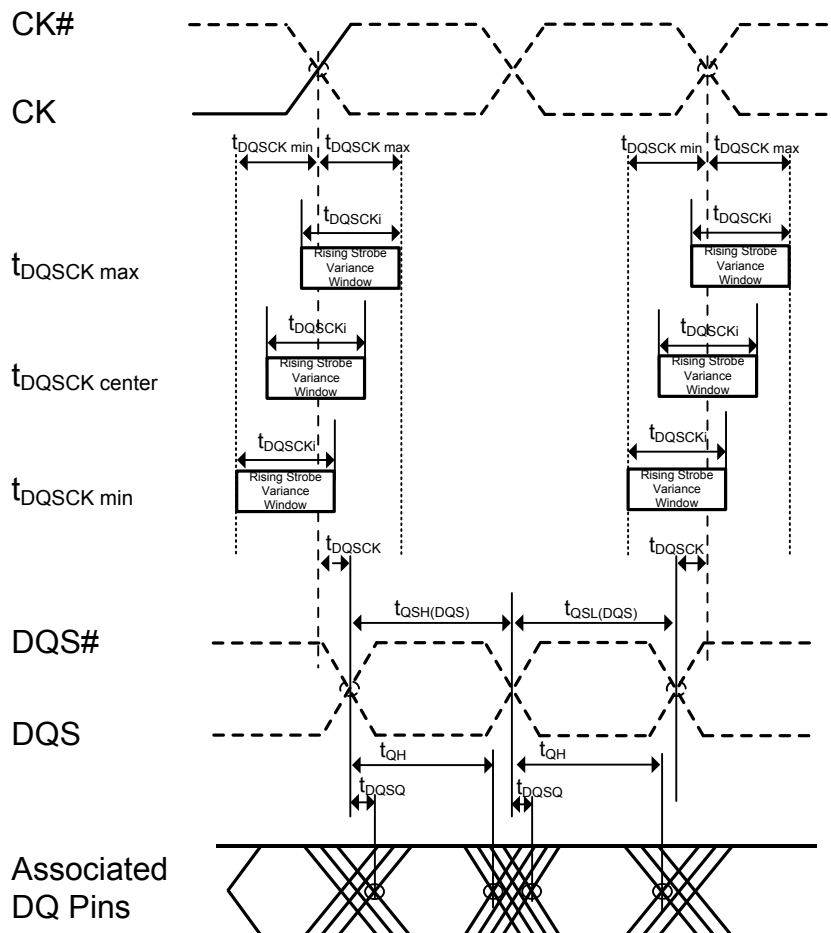 CK#
CK
tDQSCK min tDQSCK max tDQSCK min tDQSCK max
tDQSCKi tDQSCKi
tDQSCK max
Rising Strobe
Variance
Window
Rising Strobe
Variance
Window
tDQSCKi tDQSCKi
tDQSCK center
Rising Strobe
Variance
Window
Rising Strobe
Variance
Window
tDQSCKi tDQSCKi
tDQSCK min
Rising Strobe
Variance
Window
Rising Strobe
Variance
Window
tDQSCK tDQSCK
tQSH(DQS) tQSL(DQS)
DQS#
DQS
tQH tQH
tDQSQ tDQSQ
Associated
DQ Pins